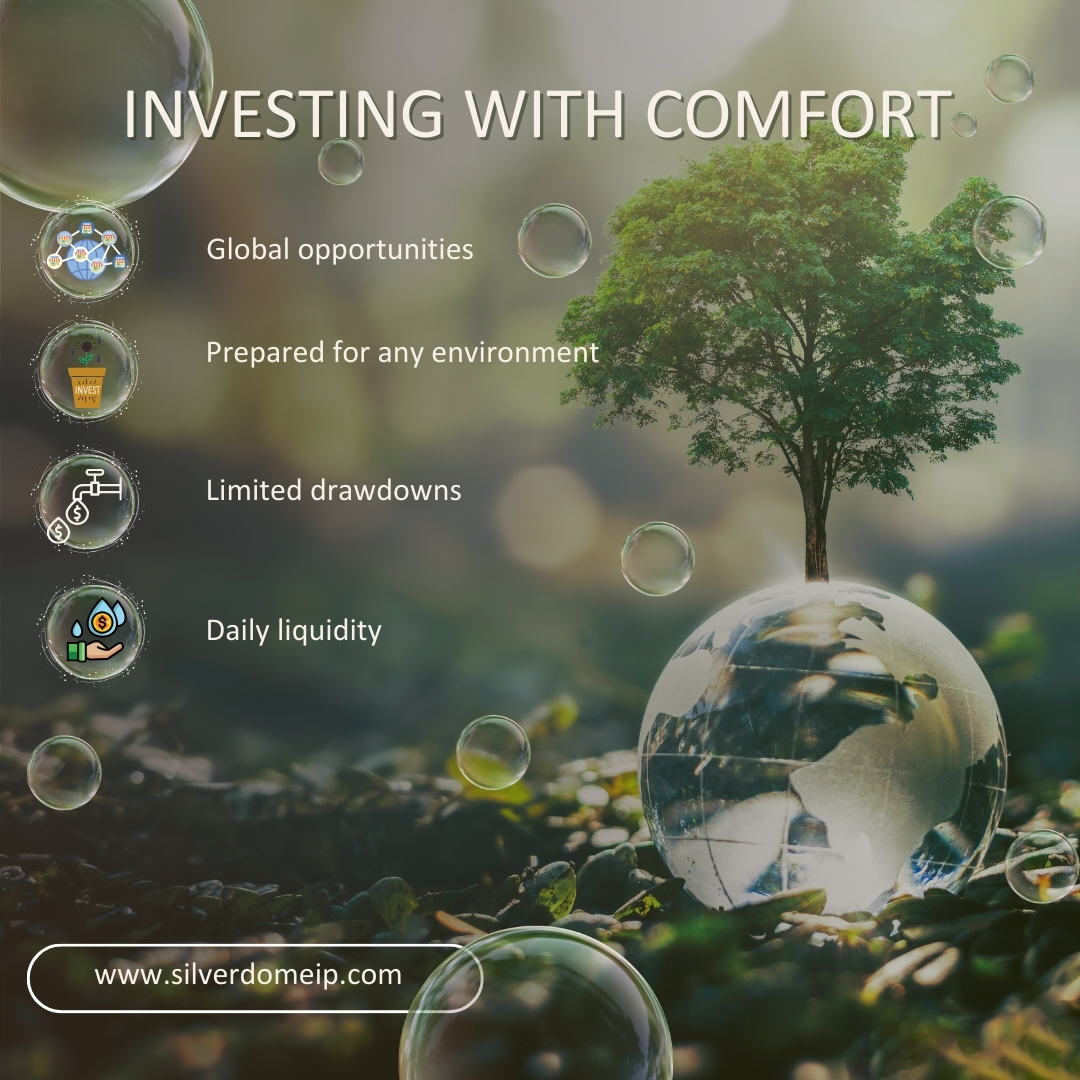 INVESTING WITH COMFORT
Global opportunities
Prepared for any environment
INVEST
Limited drawdowns
$
$
$
Daily liquidity
www.silverdomeip.com